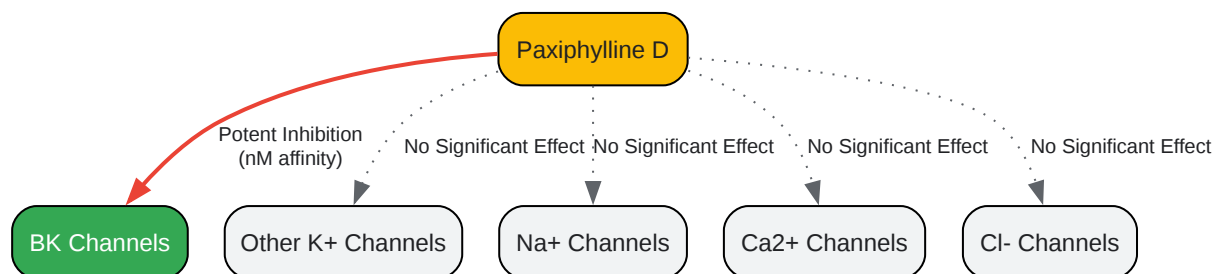 Paxiphylline D
Potent Inhibition
(nM affinity)
No Significant Effect
No Significant Effect
No Significant Effect
No Significant Effect
BK Channels
Other K+ Channels
Na+ Channels
Ca2+ Channels
Cl- Channels